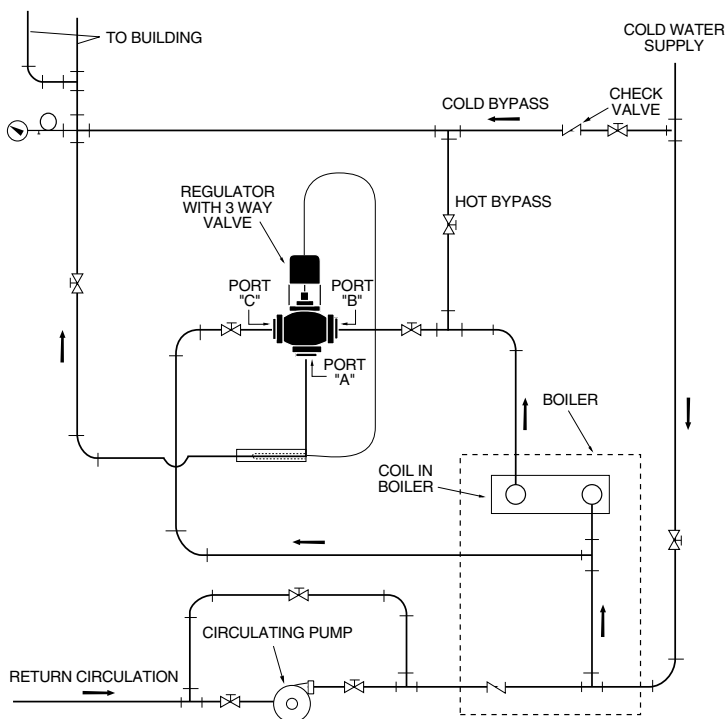 TO BUILDING
COLD WATER
SUPPLY
CHECK
VALVE
COLD BYPASS
REGULATOR
WITH 3 WAY
VALVE
HOT BYPASS
PORT
"C"
PORT
"B"
PORT
"A"
BOILER
COIL IN
BOILER
CIRCULATING PUMP
RETURN CIRCULATION